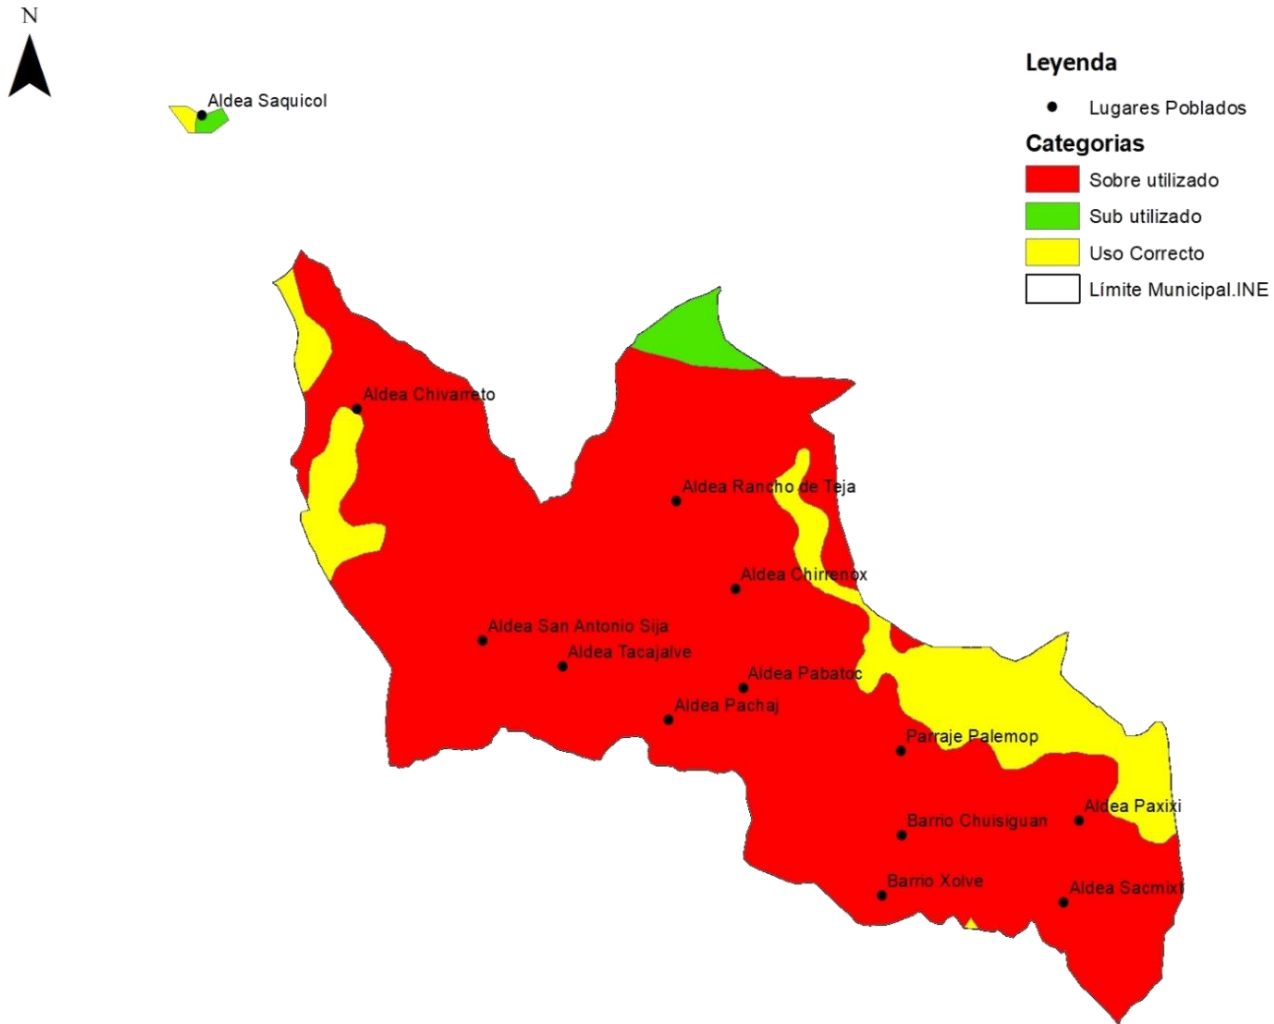 N
Aldea Saquicol
Leyenda
Lugares Poblados
Categorias
Sobre utilizado
Sub utilizado
Uso Correcto
Límite Municipal.INE
Aldea Chivarreto
Aldea Rancho de Teja
Aldea Chirrenox
Aldea San Antonio Sija
Aldea Tacajalve
Aldea Pabatoc
Aldea Pachaj
Parraje Palemop
Aldea Paxixi
Barrio Chuisiguan
Barrio Xolve
Aldea Sacmixt